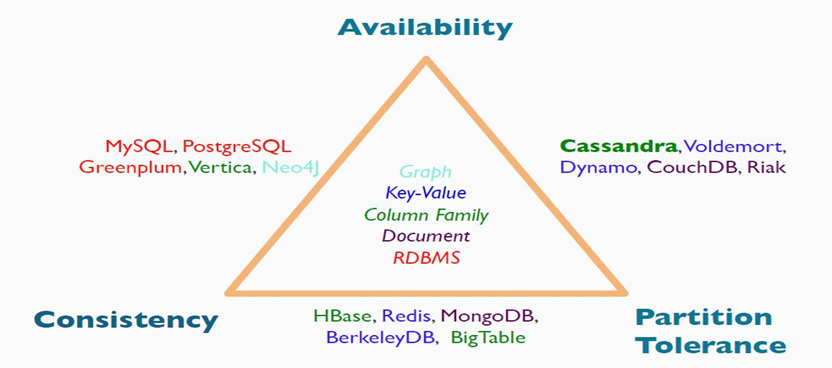 Availability
MySQL, PostgreSQL
Greenplum,Vertica, Neo4J
Cassandra,Voldemort,
Dynamo, CouchDB, Riak
Graph
Key-Value
Column Family
Document
RDBMS
Consistency
HBase, Redis, MongoDB,
BerkeleyDB, BigTable
Partition
Tolerance